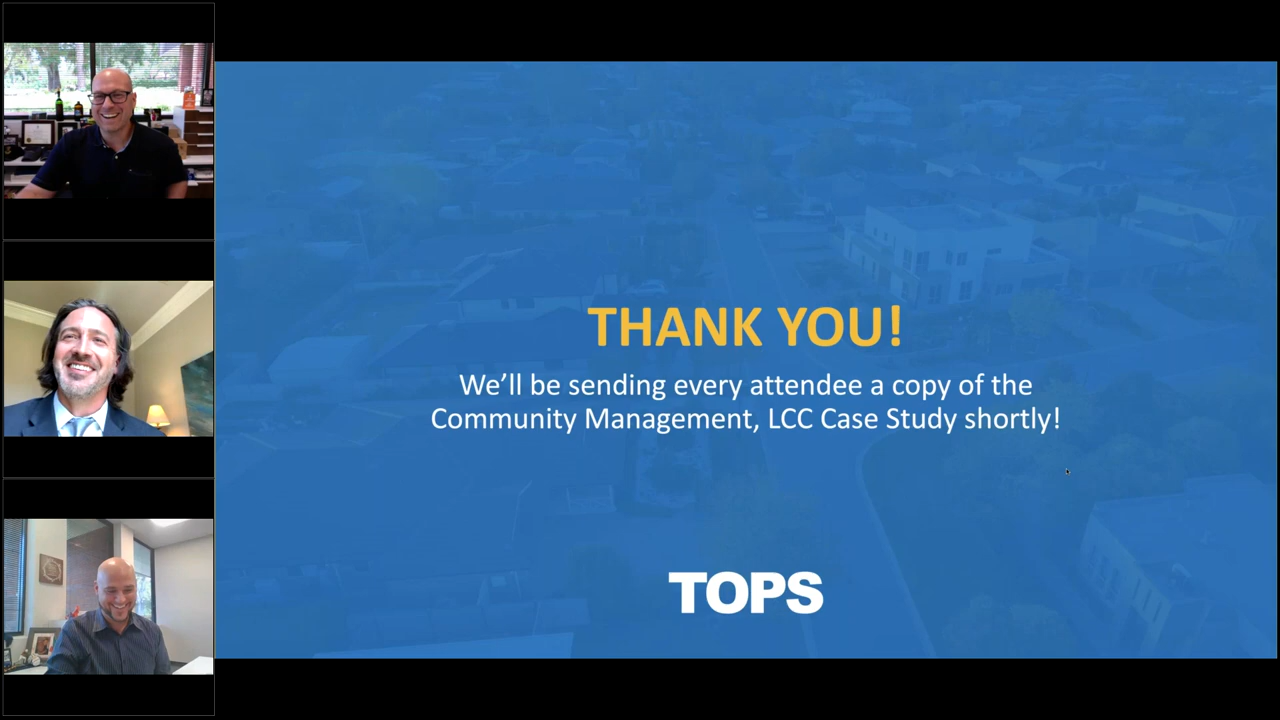 THANK YOU!
We’ll be sending every attendee a copy of the
Community Management, LCC Case Study shortly!
TOPS